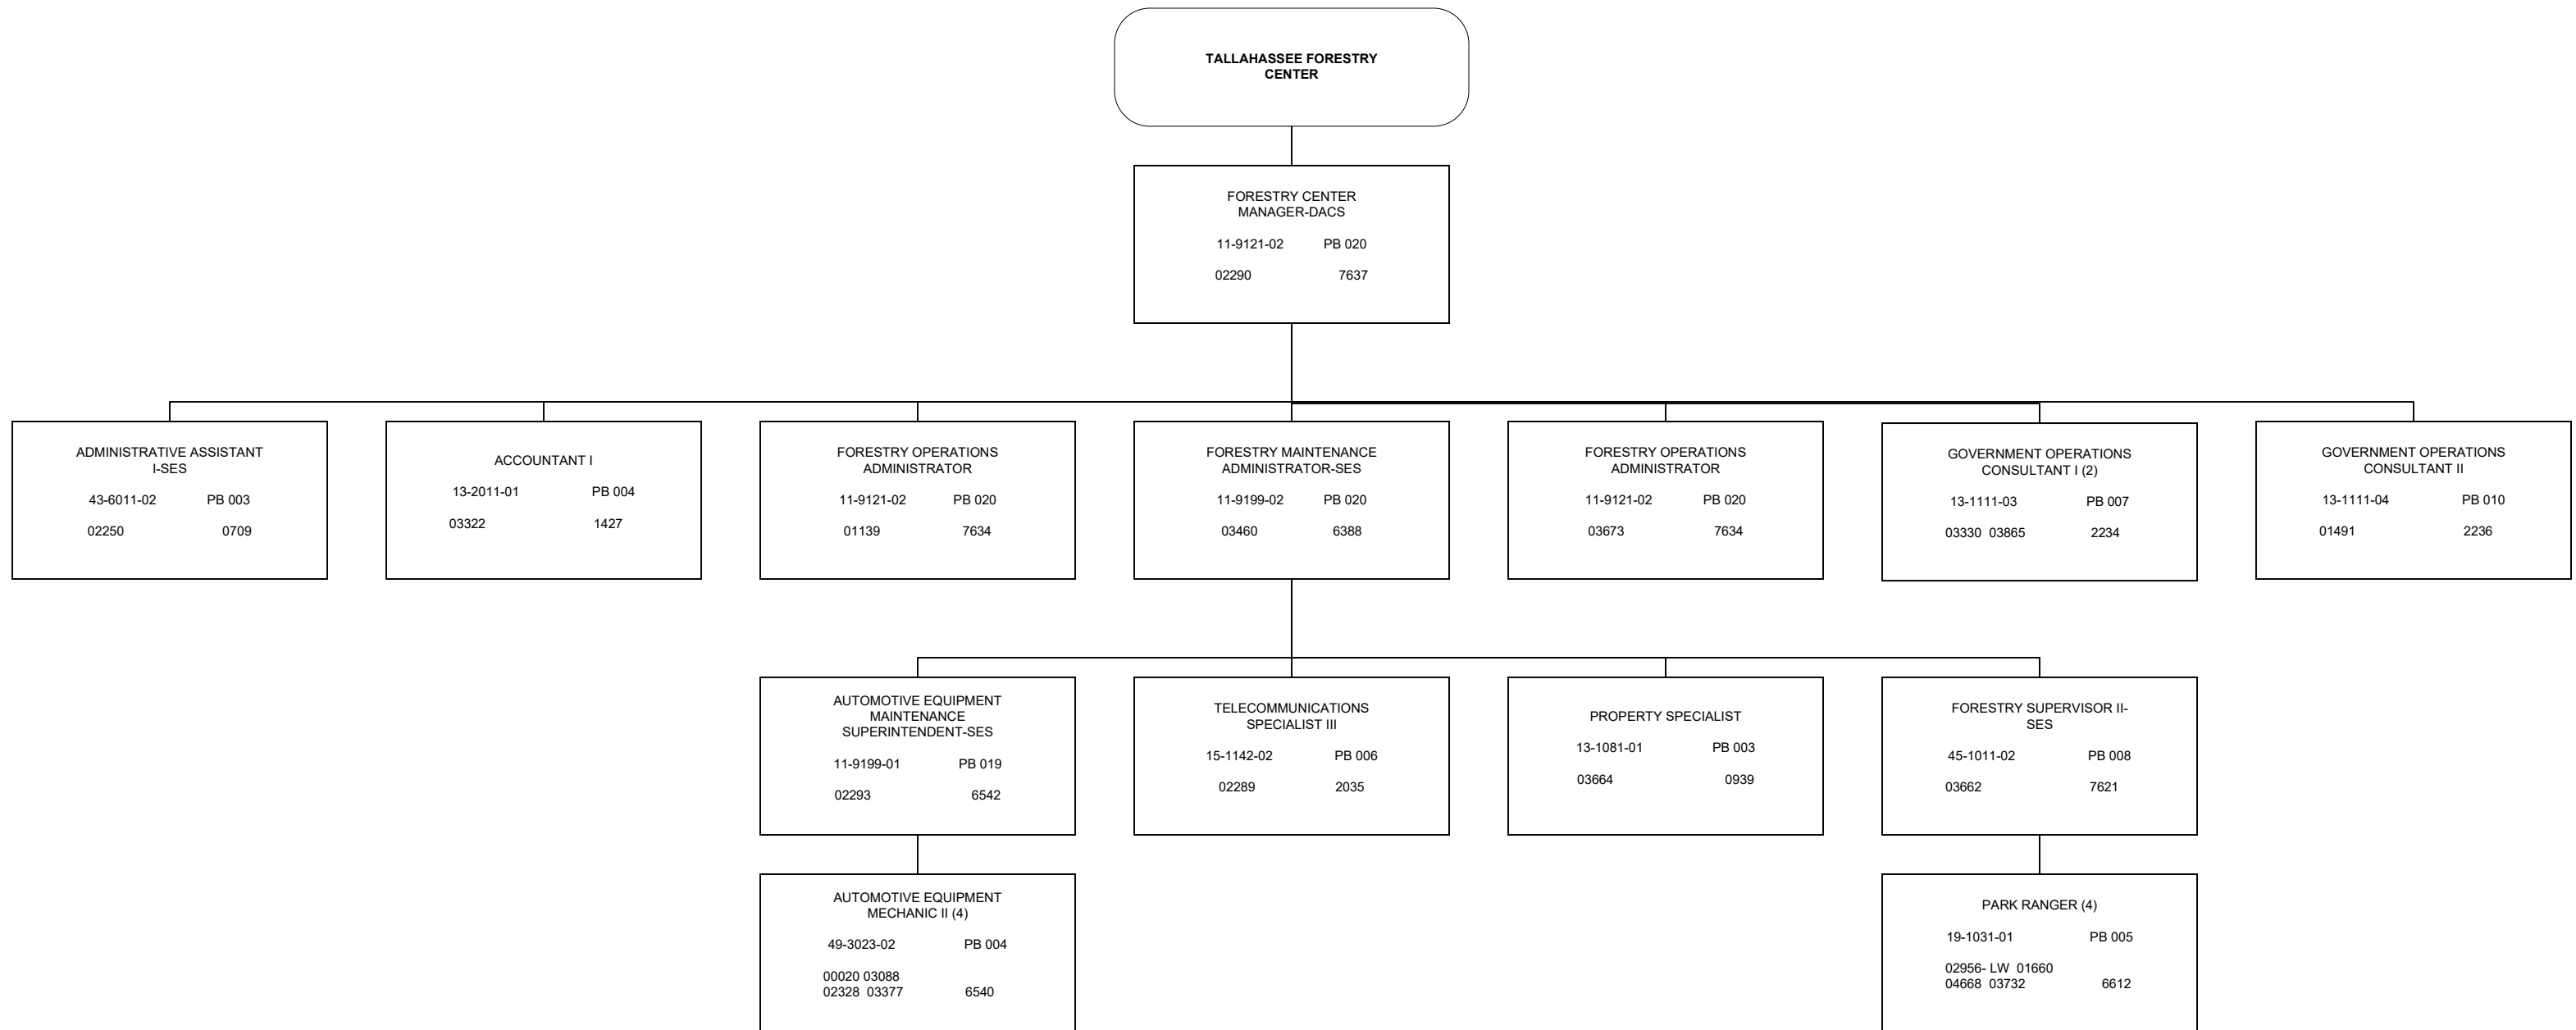 TALLAHASSEE FORESTRY
CENTER
FORESTRY CENTER
MANAGER-DACS
11-9121-02 PB 020
02290 7637
ADMINISTRATIVE ASSISTANT
I-SES
43-6011-02 PB 003
02250 0709
ACCOUNTANT I
13-2011-01 PB 004
03322 1427
FORESTRY OPERATIONS
ADMINISTRATOR
11-9121-02 PB 020
01139 7634
FORESTRY MAINTENANCE
ADMINISTRATOR-SES
11-9199-02 PB 020
03460 6388
FORESTRY OPERATIONS
ADMINISTRATOR
11-9121-02 PB 020
03673 7634
GOVERNMENT OPERATIONS
CONSULTANT I (2)
13-1111-03 PB 007
03330 03865 2234
GOVERNMENT OPERATIONS
CONSULTANT II
13-1111-04 PB 010
01491 2236
AUTOMOTIVE EQUIPMENT
MAINTENANCE
SUPERINTENDENT-SES
11-9199-01 PB 019
02293 6542
TELECOMMUNICATIONS
SPECIALIST III
15-1142-02 PB 006
02289 2035
PROPERTY SPECIALIST
13-1081-01 PB 003
03664 0939
FORESTRY SUPERVISOR II-
SES
45-1011-02 PB 008
03662 7621
AUTOMOTIVE EQUIPMENT
MECHANIC II (4)
49-3023-02 PB 004
00020 03088
02328 03377 6540
PARK RANGER (4)
19-1031-01 PB 005
02956- LW 01660
04668 03732 6612